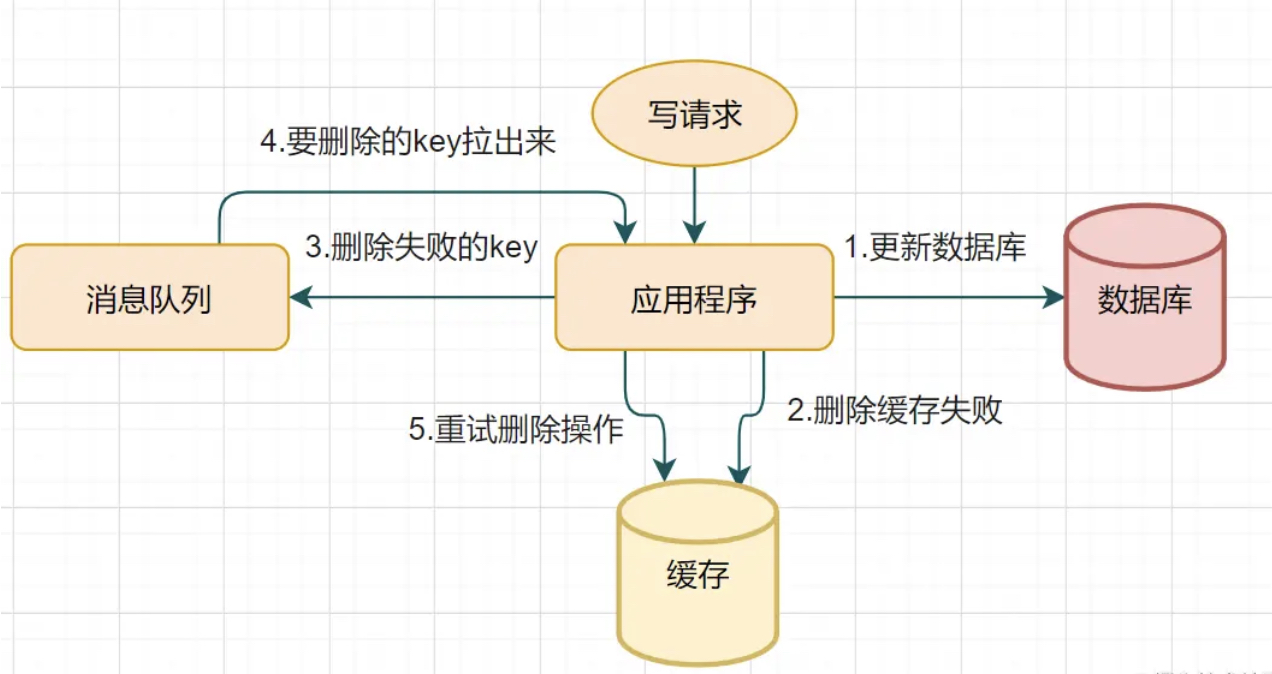 写请求
4.要删除的key拉出来
3.删除失败的key
1.更新数据库
消息队列
应用程序
数据库
2.删除缓存失败
5.重试删除操作
缓存